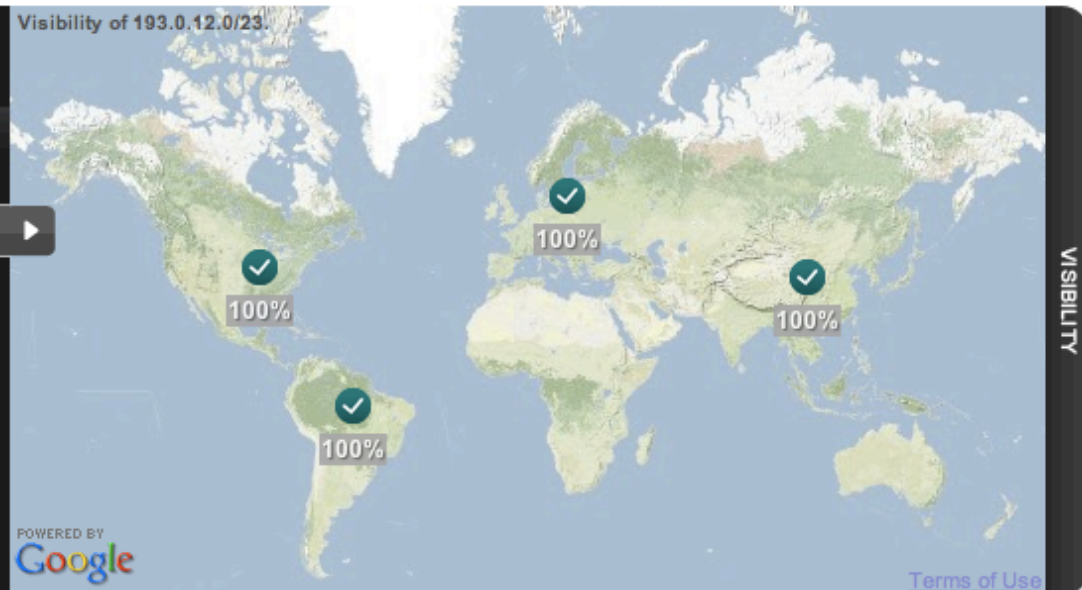 Visibility of 193.0.12.0/23.
100%
100%
100%
100%
VISIBILITY
POWERED BY
Google
Terms of Use